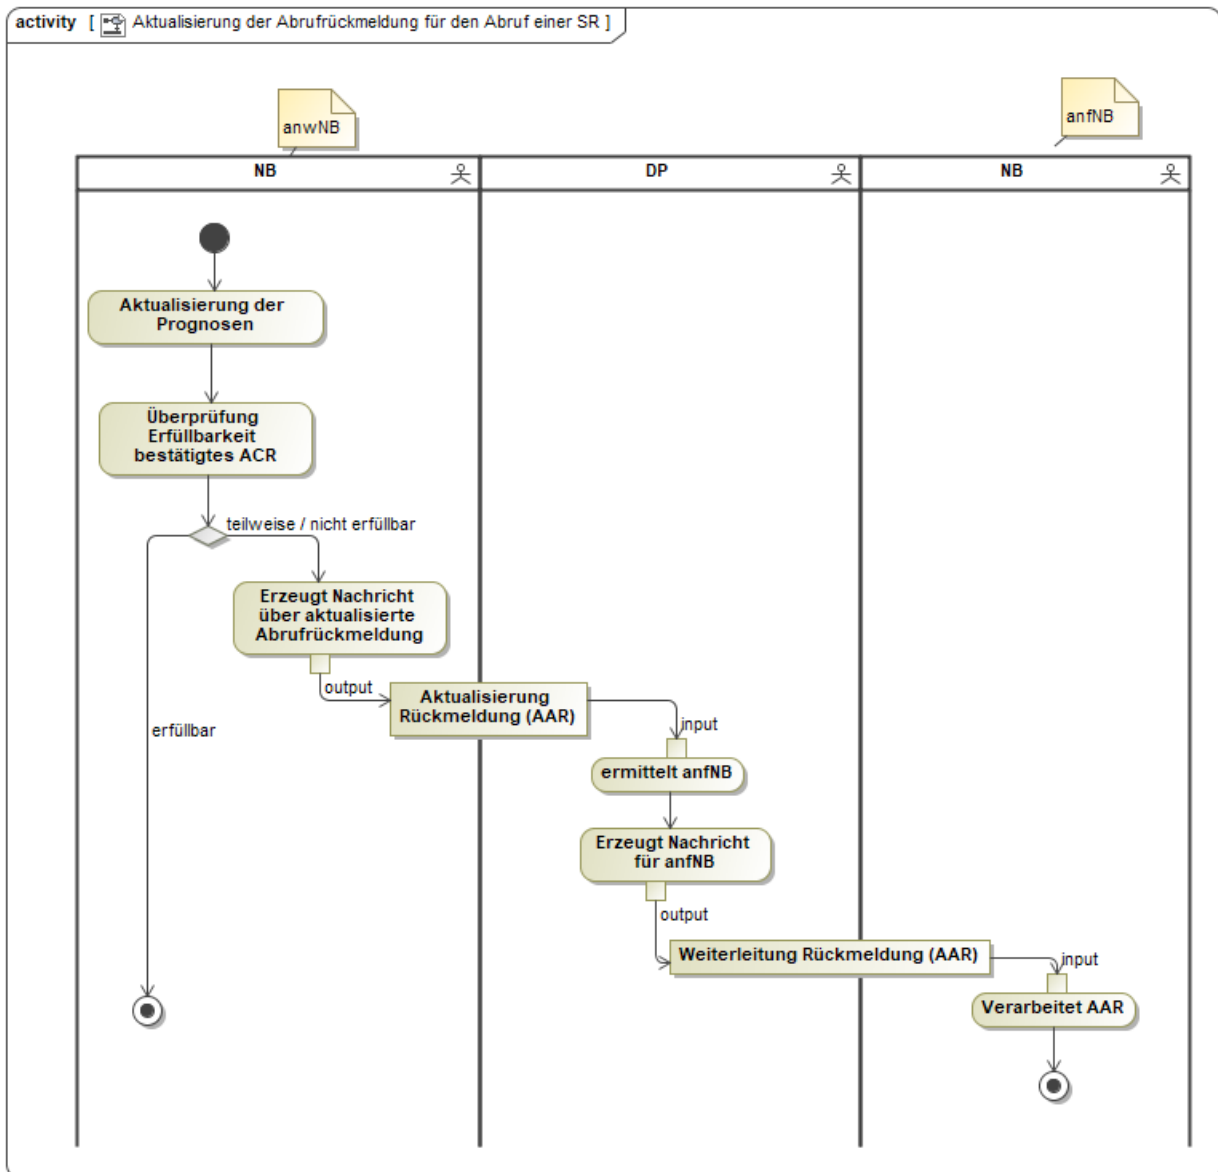 activity [ Aktualisierung der Abrufrückmeldung für den Abruf einer SR ]
anwNB
anfNB
NB
DP
NB
Aktualisierung der
Prognosen
Überprüfung
Erfüllbarkeit
bestätigtes ACR
teilweise / nicht erfüllbar
Erzeugt Nachricht
über aktualisierte
Abrufrückmeldung
output
Aktualisierung
Rückmeldung (AAR)
erfüllbar
input
ermittelt anfNB
Erzeugt Nachricht
für anfNB
output
Weiterleitung Rückmeldung (AAR)
input
Verarbeitet AAR